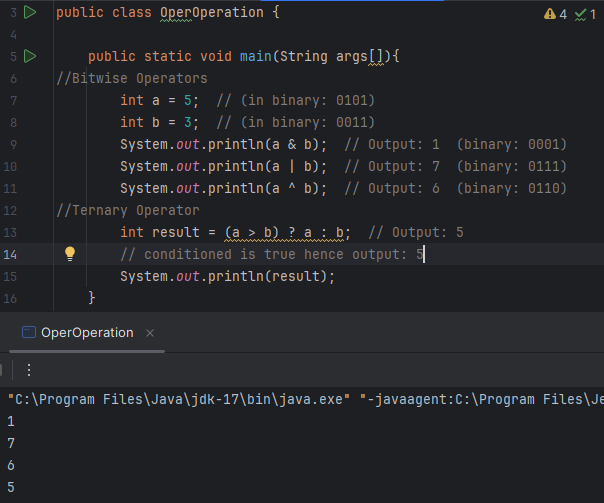 3 public class OperOperation { 4 1
4
5 public static void main(String args[]){
6 //Bitwise Operators
7 int a = 5; // (in binary: 0101)
8 int b = 3; // (in binary: 0011)
9 System.out.println(a & b); // Output: 1 (binary: 0001)
10 System.out.println(a | b); // Output: 7 (binary: 0111)
11 System.out.println(a ^ b); // Output: 6 (binary: 0110)
12 //Ternary Operator
13 int result = (a > b) ? a : b; // Output: 5
14 // conditioned is true hence output: 5
15 System.out.println(result);
16 }
OperOperation ×
"C:\Program Files\Java\jdk-17\bin\java.exe" "-javaagent:C:\Program Files\Je
1
7
6
5